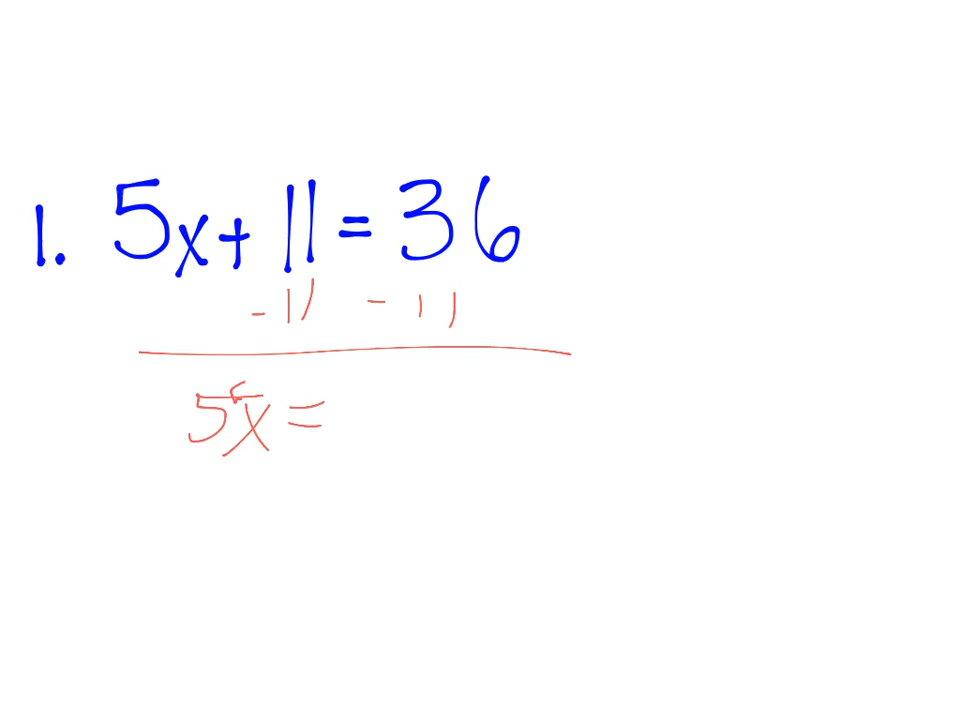 1. 5x + 11 = 36
- 11 - 11
5x =